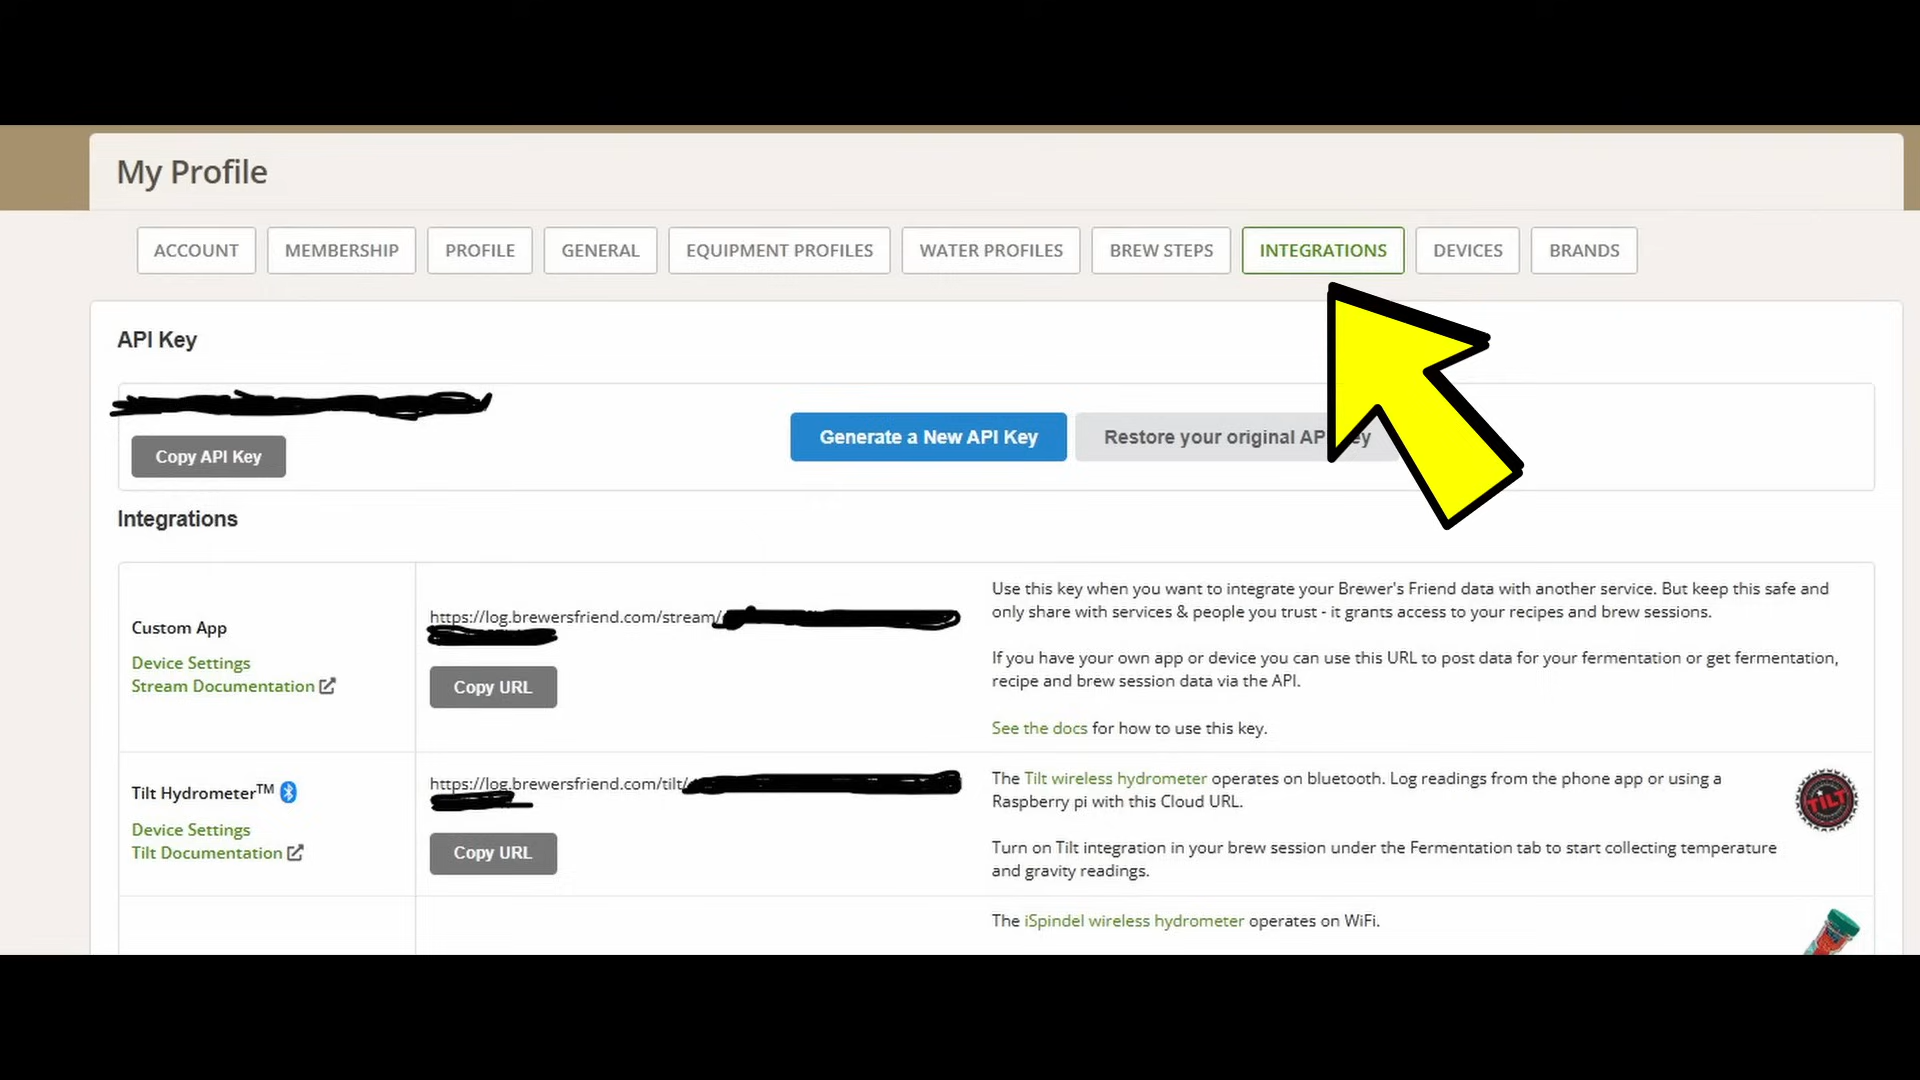 My Profile
ACCOUNT MEMBERSHIP PROFILE GENERAL EQUIPMENT PROFILES WATER PROFILES BREW STEPS INTEGRATIONS DEVICES BRANDS
API Key
Copy API Key
Generate a New API Key
Restore your original
Integrations
Custom App
Device Settings
Stream Documentation
https://log.brewersfriend.com/stream/
Copy URL
Use this key when you want to integrate your Brewer's Friend data with another service. But keep this safe and
only share with services & people you trust - it grants access to your recipes and brew sessions.
If you have your own app or device you can use this URL to post data for your fermentation or get fermentation,
recipe and brew session data via the API.
See the docs for how to use this key.
Tilt Hydrometer™
Device Settings
Tilt Documentation
https://log.brewersfriend.com/tilt/
Copy URL
The Tilt wireless hydrometer operates on bluetooth. Log readings from the phone app or using a
Raspberry pi with this Cloud URL.
Turn on Tilt integration in your brew session under the Fermentation tab to start collecting temperature
and gravity readings.
TILT
The iSpindel wireless hydrometer operates on WiFi.